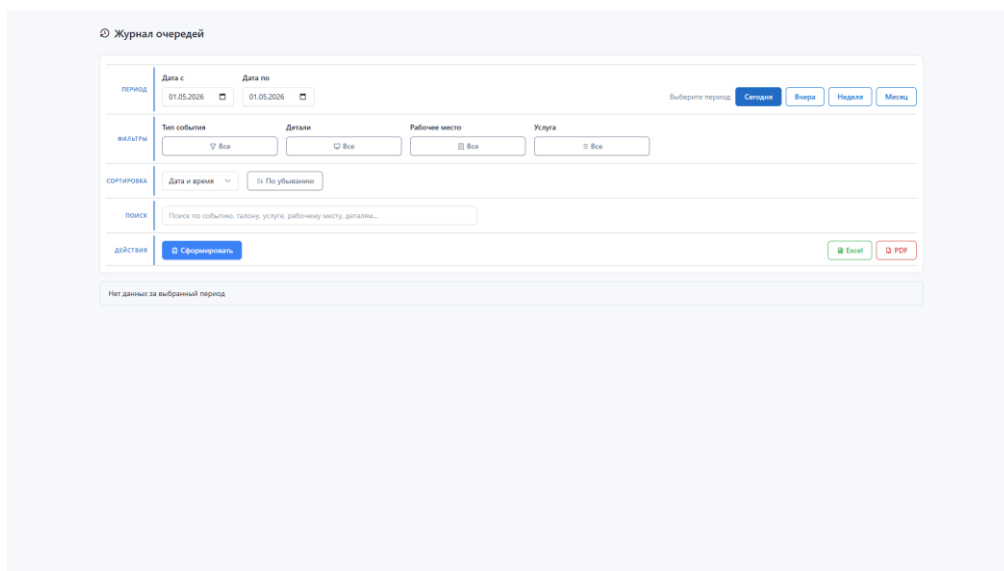 Журнал очередей
ПЕРИОД
Дата с
Дата по
01.05.2026
01.05.2026
Выберите период:
Сегодня
Вчера
Неделя
Месяц
ФИЛЬТРЫ
Тип события
Детали
Рабочее место
Услуга
Все
Все
Все
Все
СОРТИРОВКА
Дата и время
По убыванию
ПОИСК
Поиск по событию, талону, услуге, рабочему месту, деталям...
ДЕЙСТВИЯ
Сформировать
Excel
PDF
Нет данных за выбранный период